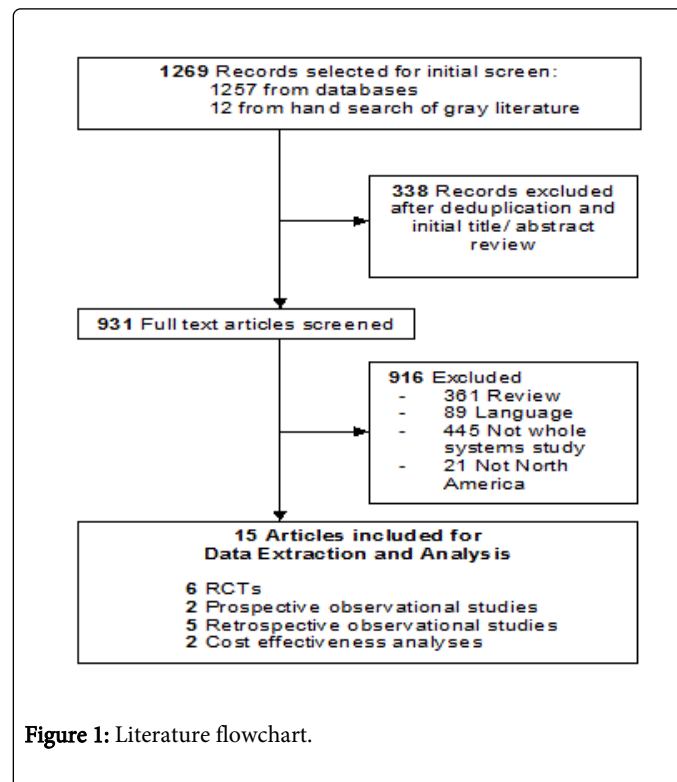 1269 Records selected for initial screen:
1257 from databases
12 from hand search of gray literature
338 Records excluded
after deduplication and
initial title/ abstract
review
931 Full text articles screened
916 Excluded
- 361 Review
- 89 Language
- 445 Not whole
systems study
- 21 Not North
America
15 Articles included for
Data Extraction and Analysis
6 RCTs
2 Prospective observational studies
5 Retrospective observational studies
2 Cost effectiveness analyses
Figure 1: Literature flowchart.